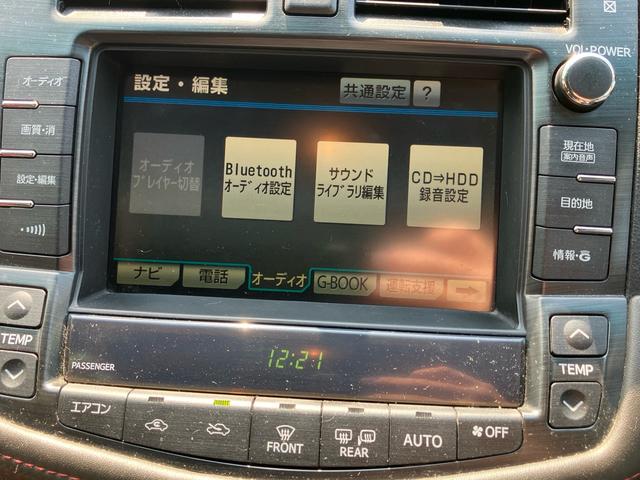 VOL·POWER
オーディオ
画質・消
設定・編集
設定・編集
共通設定
?
オーディオ
プレイヤー切替
Bluetooth
オーディオ設定
サウンド
ライブラリ編集
CD⇒HDD
録音設定
ナビ
電話
オーディオ
G-BOOK
運転支援
現在地
案内音声
目的地
情報・G
TEMP
PASSENGER
12:21
TEMP
エアコン
FRONT
REAR
AUTO
OFF